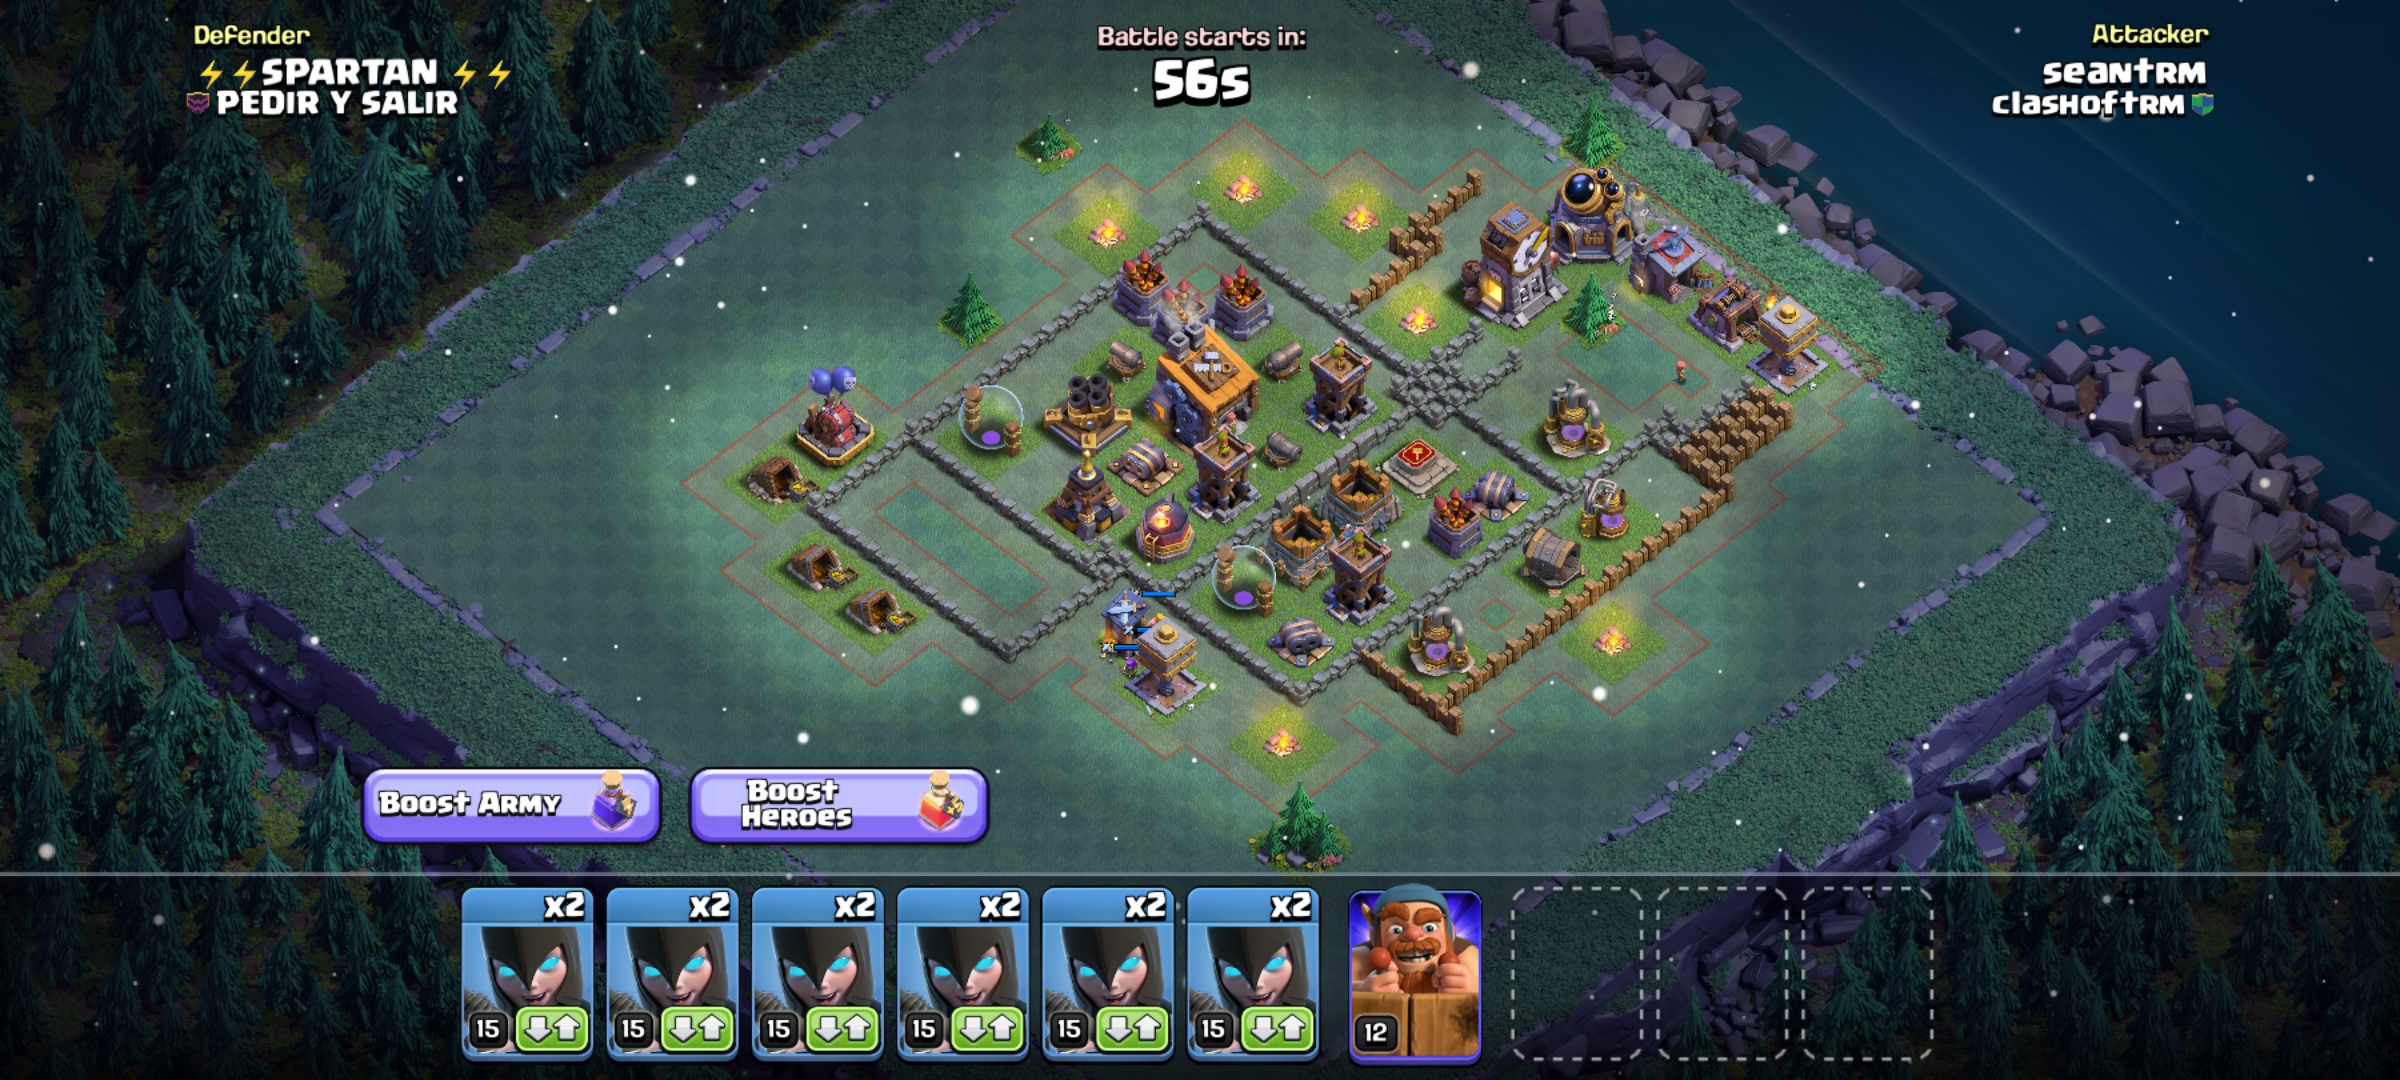 Defender
SPARTAN
PEDIR Y SALIR
Battle starts in:
56s
Attacker
seantRM
clashoftRM
Boost Army
Boost
Heroes
x2
x2
x2
x2
x2
x2
15
15
15
15
15
15
12